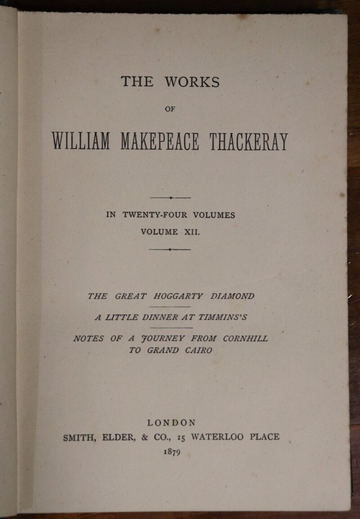 THE WORKS
OF
WILLIAM MAKEPEACE THACKERAY
IN TWENTY-FOUR VOLUMES
VOLUME XII.
THE GREAT HOGGARTY DIAMOND
A LITTLE DINNER AT TIMMINS'S
NOTES OF A JOURNEY FROM CORNHILL
TO GRAND CAIRO
LONDON
SMITH, ELDER, & CO., 15 WATERLOO PLACE
1879